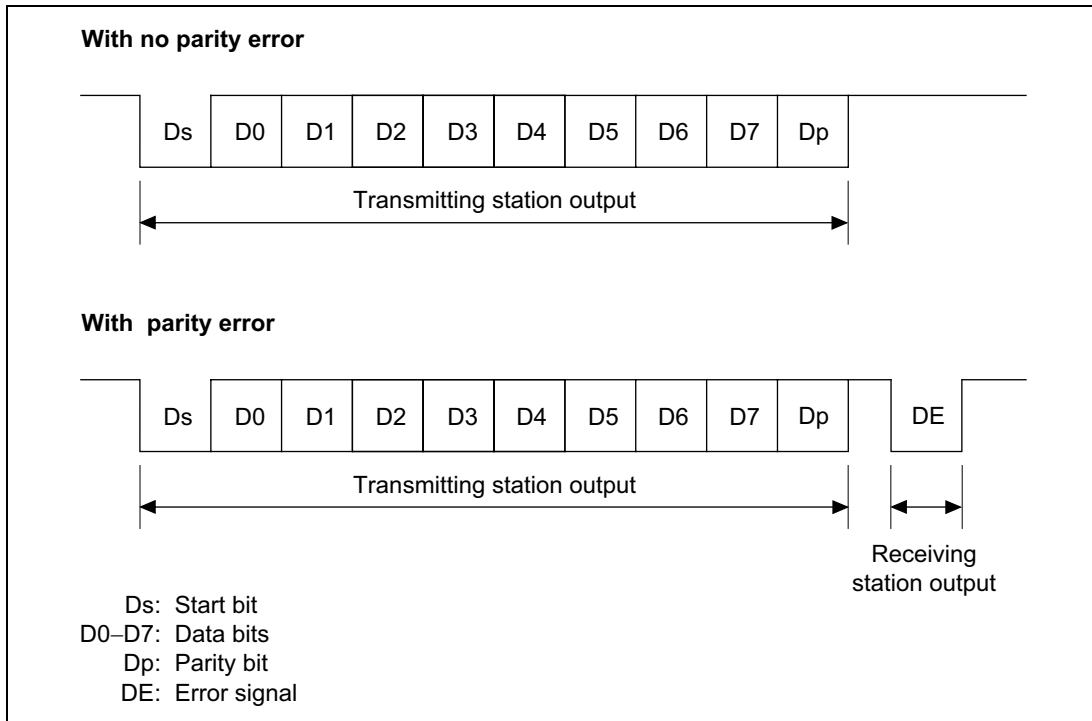 With no parity error
Ds D0 D1 D2 D3 D4 D5 D6 D7 Dp
Transmitting station output
With parity error
Ds D0 D1 D2 D3 D4 D5 D6 D7 Dp DE
Transmitting station output
Receiving
station output
Ds: Start bit
D0–D7: Data bits
Dp: Parity bit
DE: Error signal